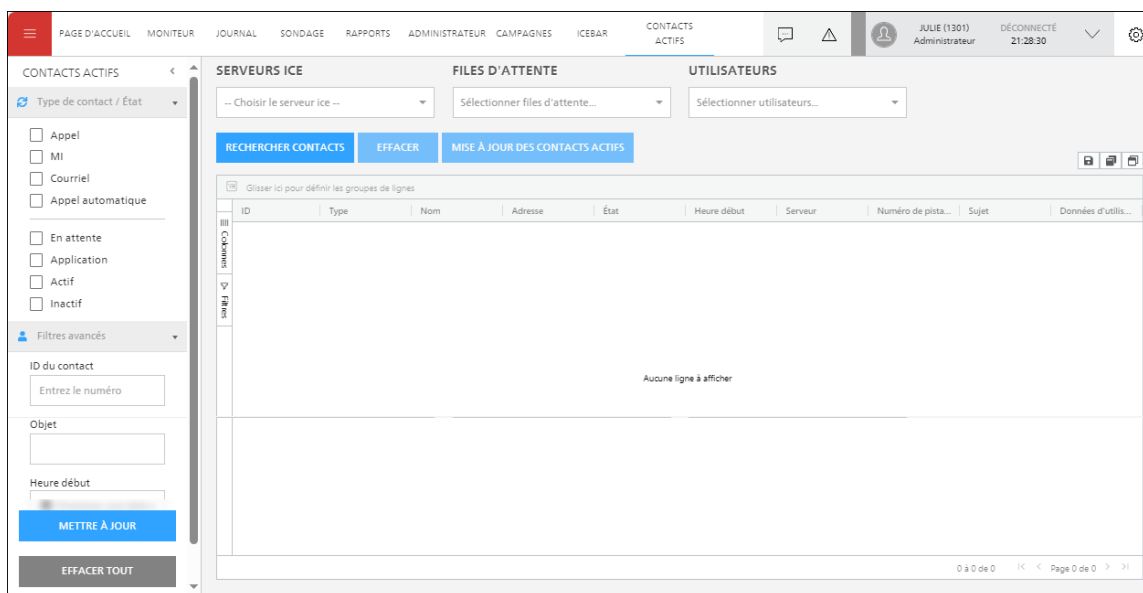 PAGE D'ACCUEIL MONITEUR JOURNAL SONDAGE RAPPORTS ADMINISTRATEUR CAMPAGNES ICEBAR CONTACTS ACTIFS
JULIE (1301)
Administrateur
DÉCONNECTÉ
21:28:30
CONTACTS ACTIFS
Type de contact / État
Appel
MI
Courriel
Appel automatique
En attente
Application
Actif
Inactif
Filtres avancés
ID du contact
Entrez le numéro
Objet
Heure début
METTRE À JOUR
EFFACER TOUT
SERVEURS ICE
-- Choisir le serveur ice --
FILES D'ATTENTE
Sélectionner files d'attente...
UTILISATEURS
Sélectionner utilisateurs...
RECHERCHER CONTACTS EFFACER MISE À JOUR DES CONTACTS ACTIFS
Glisser ici pour définir les groupes de lignes
ID Type Nom Adresse État Heure début Serveur Numéro de pista... Sujet Données d'utilis...
Colonnes
Filtres
Aucune ligne à afficher
0 à 0 de 0 Page 0 de 0